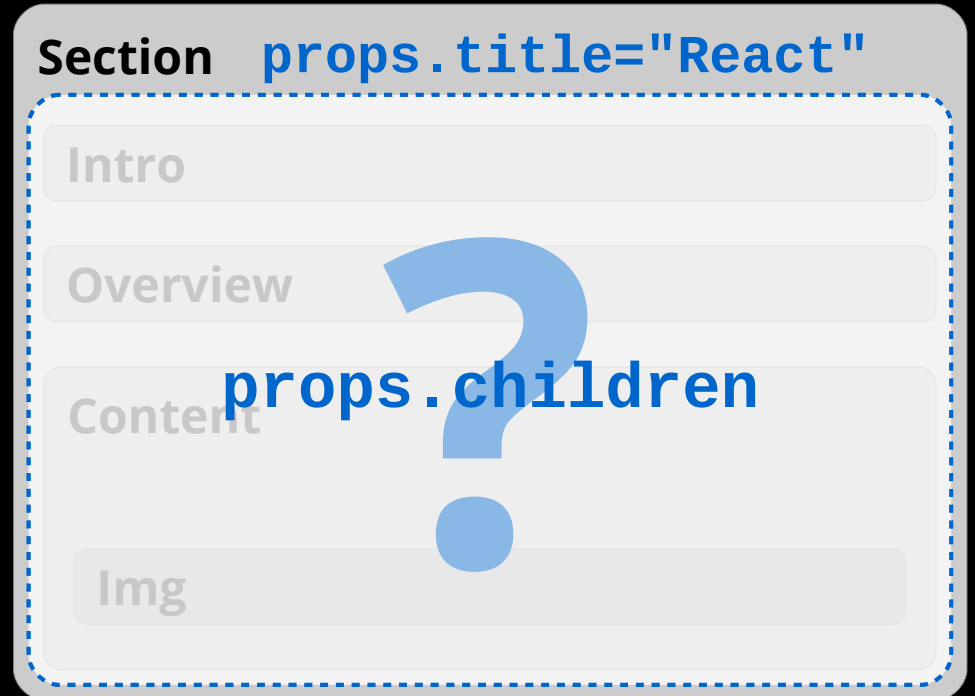 Section props.title="React"
Intro
Overview
?
props.children
Content
Img